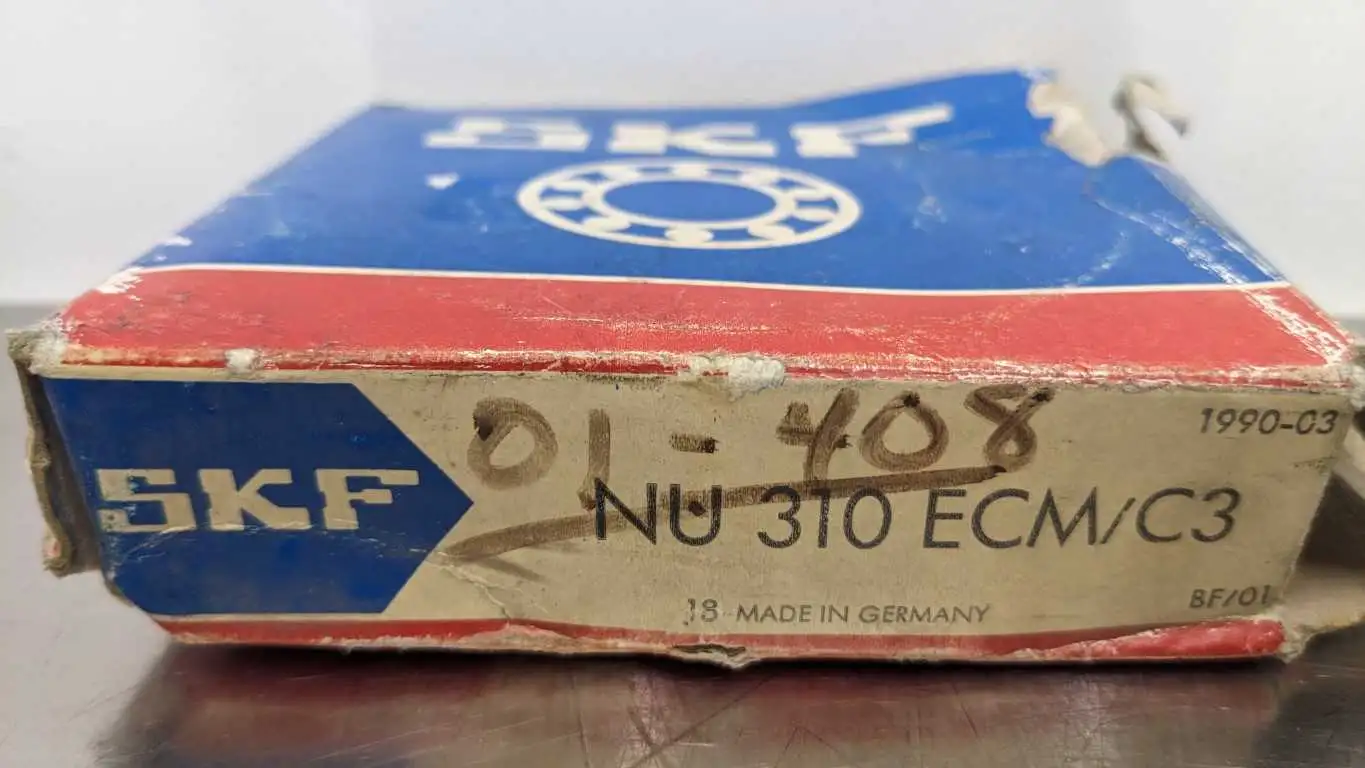 SKF
SKF
01-408
1990-03
NU 310 ECM/C3
18 MADE IN GERMANY
BF/01